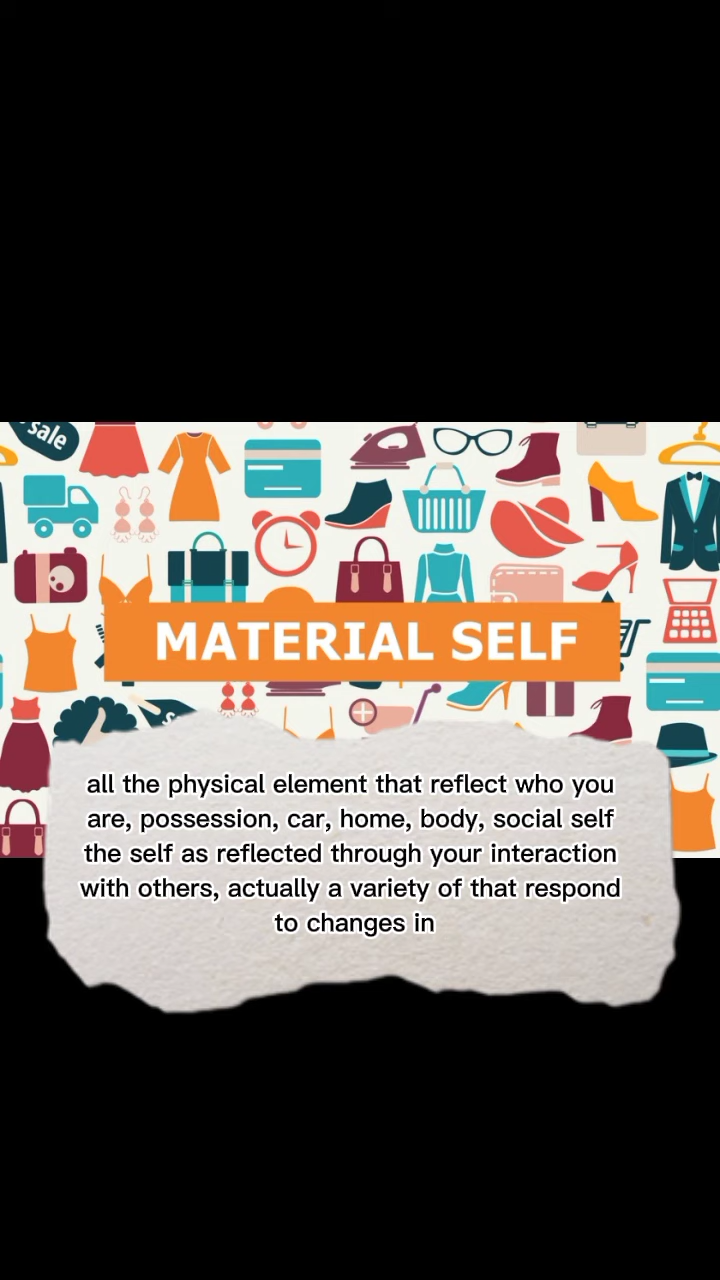 sale
MATERIAL SELF
all the physical element that reflect who you
are, possession, car, home, body, social self
the self as reflected through your interaction
with others, actually a variety of that respond
to changes in